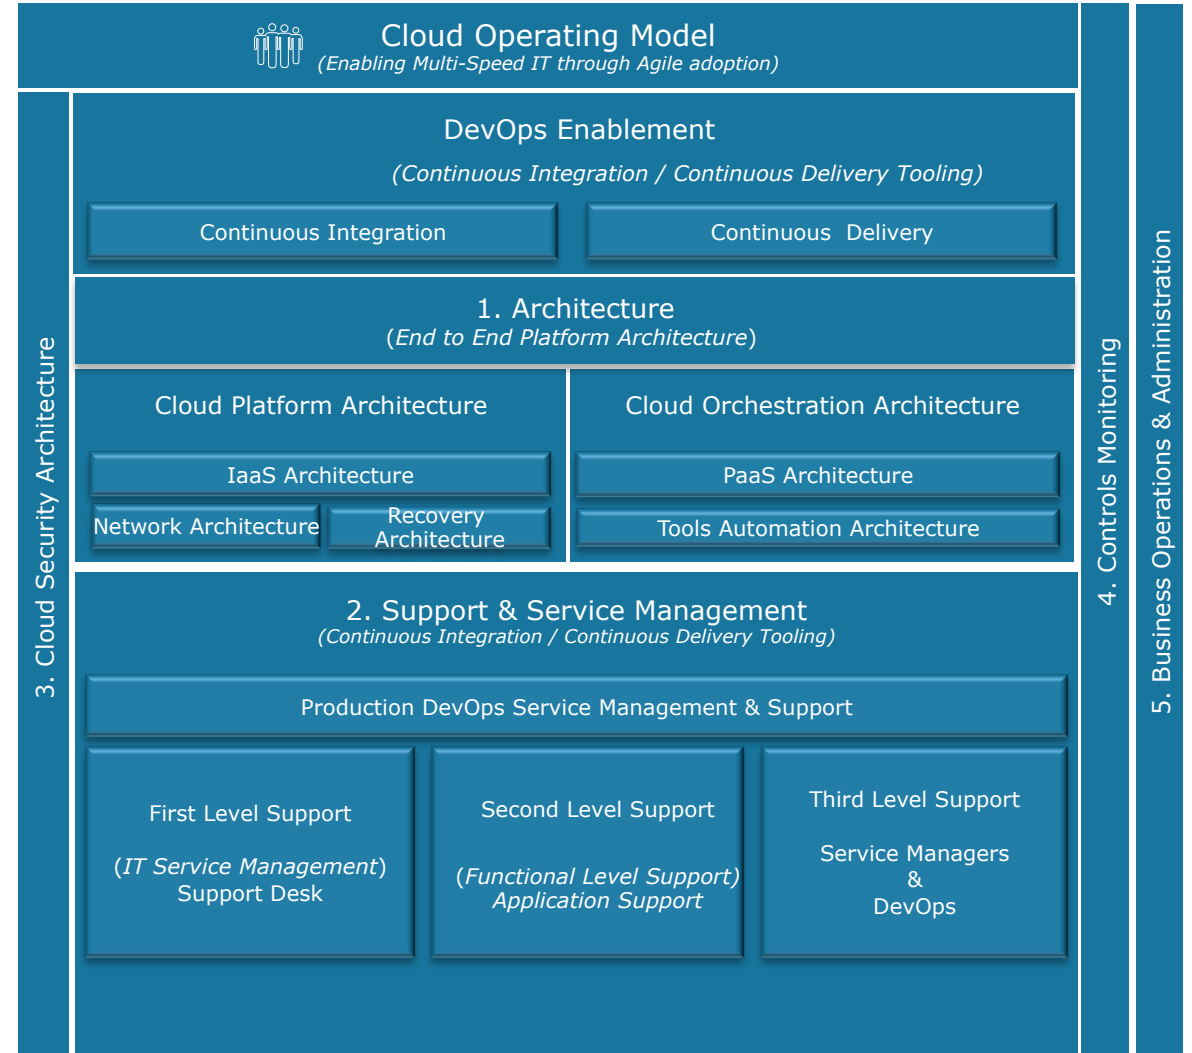 Cloud Operating Model
(Enabling Multi-Speed IT through Agile adoption)
DevOps Enablement
(Continuous Integration / Continuous Delivery Tooling)
Continuous Integration
Continuous  Delivery
1. Architecture
(End to End Platform Architecture)
Cloud Platform Architecture
IaaS Architecture
Network Architecture
Recovery
Architecture
Cloud Orchestration Architecture
PaaS Architecture
Tools Automation Architecture
2. Support & Service Management
(Continuous Integration / Continuous Delivery Tooling)
Production DevOps Service Management & Support
First Level Support
(IT Service Management)
Support Desk
Second Level Support
(Functional Level Support)
Application Support
Third Level Support
Service Managers
&
DevOps
3. Cloud Security Architecture
4. Controls Monitoring
5. Business Operations & Administration